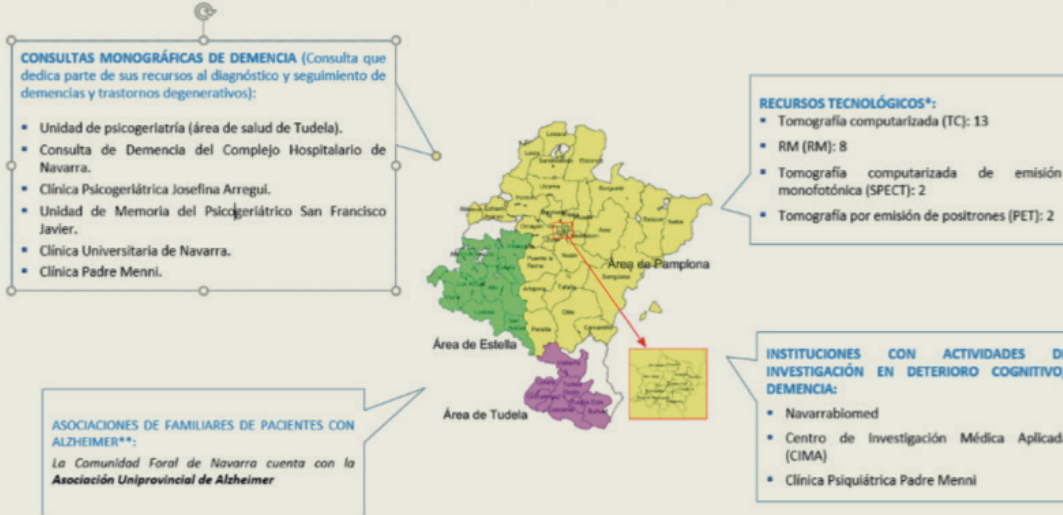 CONSULTAS MONOGRÁFICAS DE DEMENCIA (Consulta que
dedica parte de sus recursos al diagnóstico y seguimiento de
demencias y trastornos degenerativos):
Unidad de psicogeriatría (área de salud de Tudela).
Consulta de Demencia del Complejo Hospitalario de
Navarra.
Clínica Psicogeriátrica Josefina Arregui.
Unidad de Memoria del Psicogeriátrico San Francisco
Javier.
Clínica Universitaria de Navarra.
Clínica Padre Menni.
RECURSOS TECNOLÓGICOS*:
Tomografía computarizada (TC): 13
RM (RM): 8
Tomografía computarizada de emisión
monofotónica (SPECT): 2
Tomografía por emisión de positrones (PET): 2
Área de Pamplona
Área de Estella
Área de Tudela
ASOCIACIONES DE FAMILIARES DE PACIENTES CON
ALZHEIMER**:
La Comunidad Foral de Navarra cuenta con la
Asociación Uniprovincial de Alzheimer
INSTITUCIONES CON ACTIVIDADES DE
INVESTIGACIÓN EN DETERIORO COGNITIVO,
DEMENCIA:
Navarrabiomed
Centro de Investigación Médica Aplicada
(CIMA)
Clínica Psiquiátrica Padre Menni